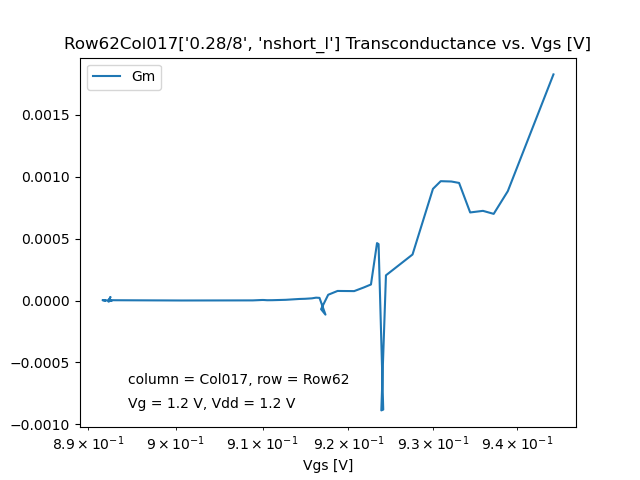 Row62Col017['0.28/8', 'nshort_l'] Transconductance vs. Vgs [V]
Gm
0.0015
0.0010
0.0005
0.0000
−0.0005
−0.0010
column = Col017, row = Row62
Vg = 1.2 V, Vdd = 1.2 V
8.9 × 10⁻¹ 9 × 10⁻¹ 9.1 × 10⁻¹ 9.2 × 10⁻¹ 9.3 × 10⁻¹ 9.4 × 10⁻¹
Vgs [V]